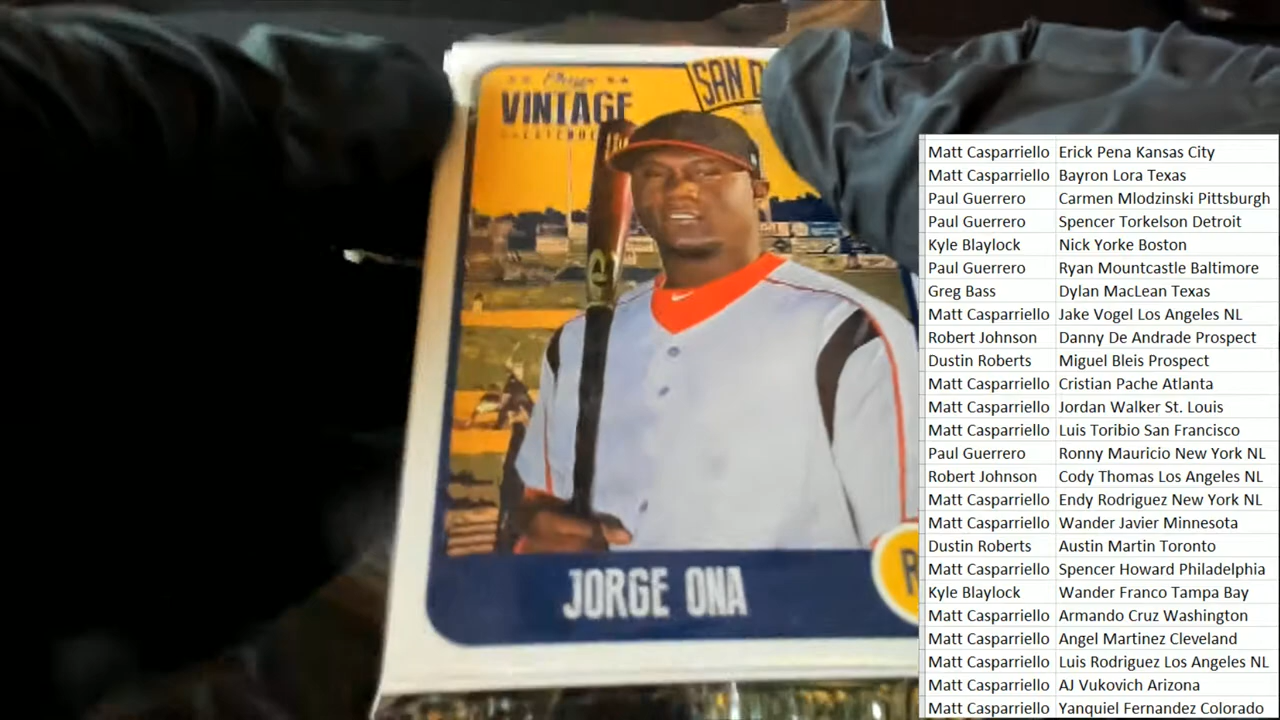 VINTAGE
SAN D
JORGE ONA
R
Matt Casparriello Erick Pena Kansas City
Matt Casparriello Bayron Lora Texas
Paul Guerrero Carmen Mlodzinski Pittsburgh
Paul Guerrero Spencer Torkelson Detroit
Kyle Blaylock Nick Yorke Boston
Paul Guerrero Ryan Mountcastle Baltimore
Greg Bass Dylan MacLean Texas
Matt Casparriello Jake Vogel Los Angeles NL
Robert Johnson Danny De Andrade Prospect
Dustin Roberts Miguel Bleis Prospect
Matt Casparriello Cristian Pache Atlanta
Matt Casparriello Jordan Walker St. Louis
Matt Casparriello Luis Toribio San Francisco
Paul Guerrero Ronny Mauricio New York NL
Robert Johnson Cody Thomas Los Angeles NL
Matt Casparriello Endy Rodriguez New York NL
Matt Casparriello Wander Javier Minnesota
Dustin Roberts Austin Martin Toronto
Matt Casparriello Spencer Howard Philadelphia
Kyle Blaylock Wander Franco Tampa Bay
Matt Casparriello Armando Cruz Washington
Matt Casparriello Angel Martinez Cleveland
Matt Casparriello Luis Rodriguez Los Angeles NL
Matt Casparriello AJ Vukovich Arizona
Matt Casparriello Yanquiel Fernandez Colorado